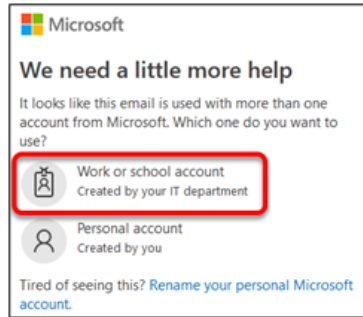 Microsoft
We need a little more help
It looks like this email is used with more than one
account from Microsoft. Which one do you want to
use?
Work or school account
Created by your IT department
Personal account
Created by you
Tired of seeing this? Rename your personal Microsoft
account.